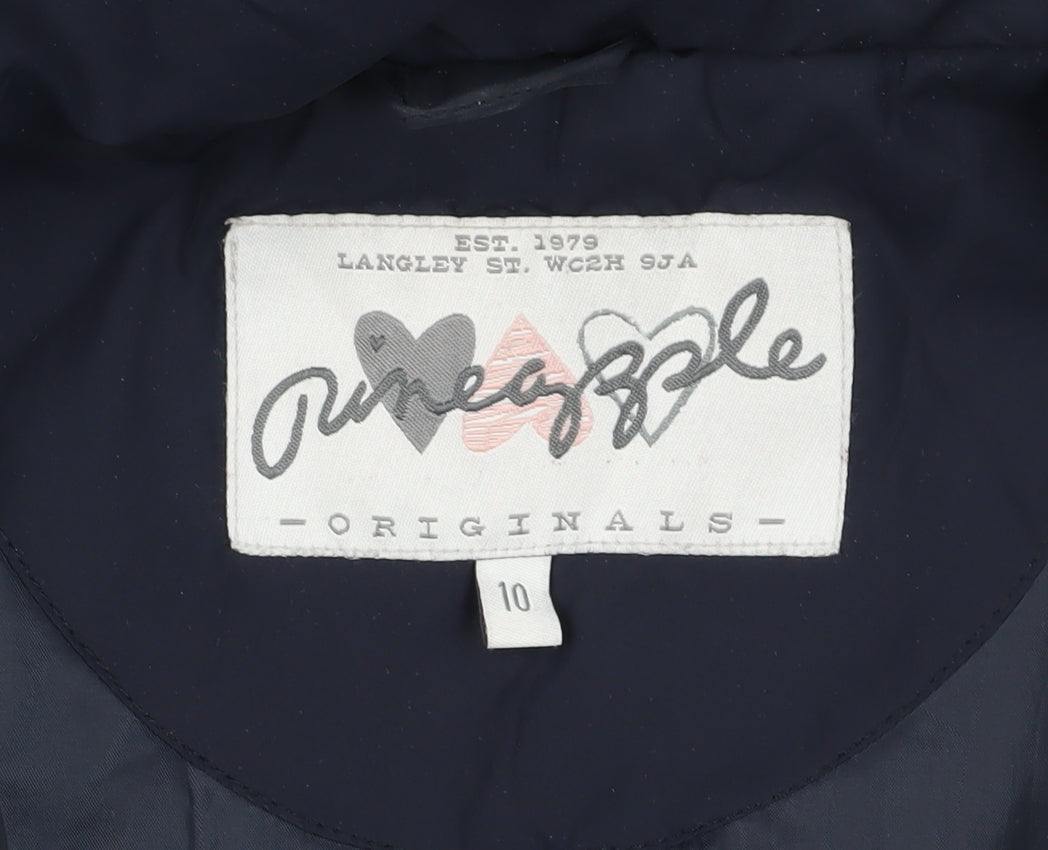 EST. 1979
LANGLEY ST. WC2H 9JA
Pineapple
- ORIGINALS -
10